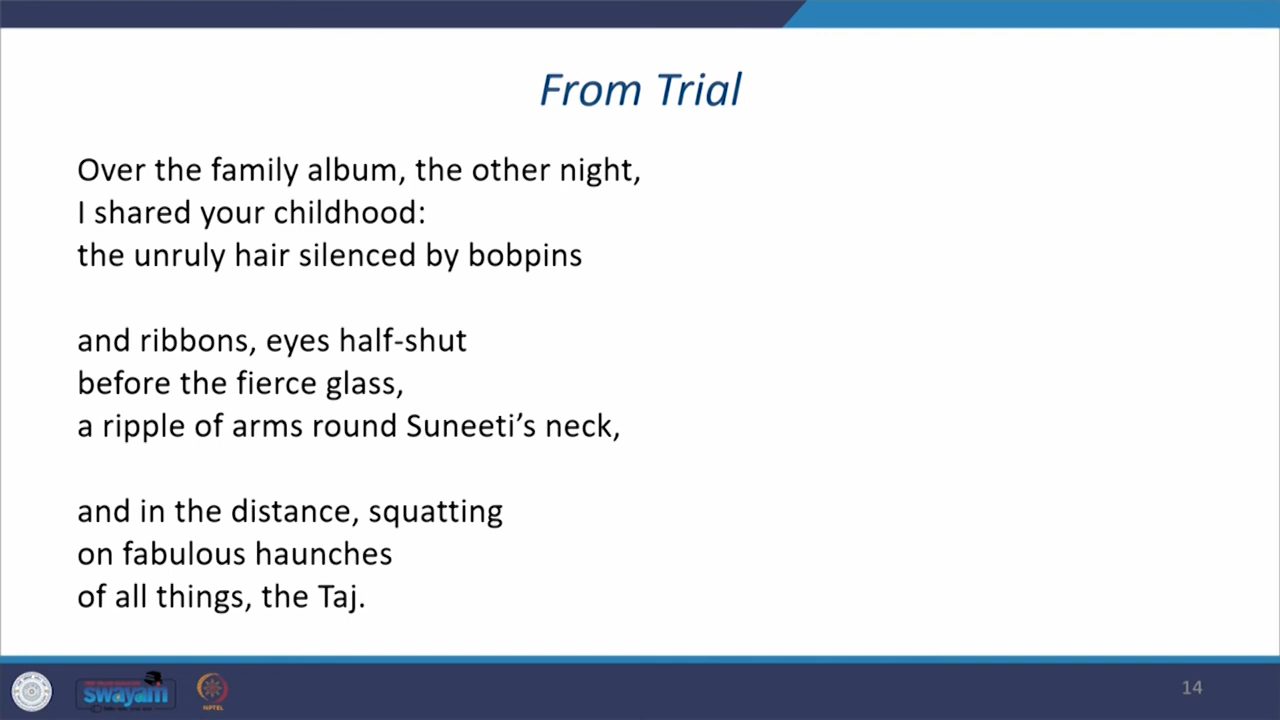 From Trial
Over the family album, the other night,
I shared your childhood:
the unruly hair silenced by bobpins
and ribbons, eyes half-shut
before the fierce glass,
a ripple of arms round Suneeti’s neck,
and in the distance, squatting
on fabulous haunches
of all things, the Taj.
swayam
NPTEL
14